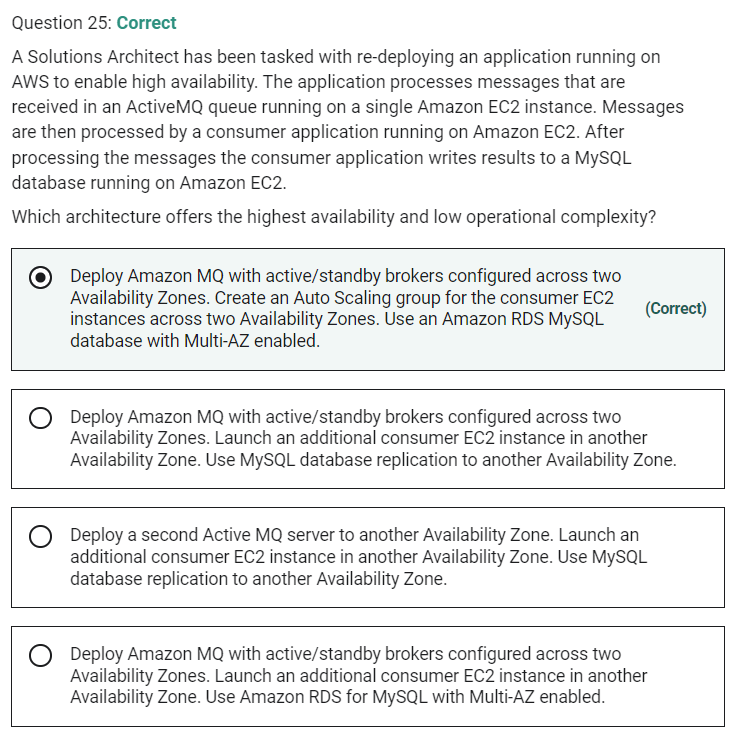 Question 25: Correct
A Solutions Architect has been tasked with re-deploying an application running on
AWS to enable high availability. The application processes messages that are
received in an ActiveMQ queue running on a single Amazon EC2 instance. Messages
are then processed by a consumer application running on Amazon EC2. After
processing the messages the consumer application writes results to a MySQL
database running on Amazon EC2.
Which architecture offers the highest availability and low operational complexity?
Deploy Amazon MQ with active/standby brokers configured across two
Availability Zones. Create an Auto Scaling group for the consumer EC2
instances across two Availability Zones. Use an Amazon RDS MySQL
database with Multi-AZ enabled.
(Correct)
Deploy Amazon MQ with active/standby brokers configured across two
Availability Zones. Launch an additional consumer EC2 instance in another
Availability Zone. Use MySQL database replication to another Availability Zone.
Deploy a second Active MQ server to another Availability Zone. Launch an
additional consumer EC2 instance in another Availability Zone. Use MySQL
database replication to another Availability Zone.
Deploy Amazon MQ with active/standby brokers configured across two
Availability Zones. Launch an additional consumer EC2 instance in another
Availability Zone. Use Amazon RDS for MySQL with Multi-AZ enabled.